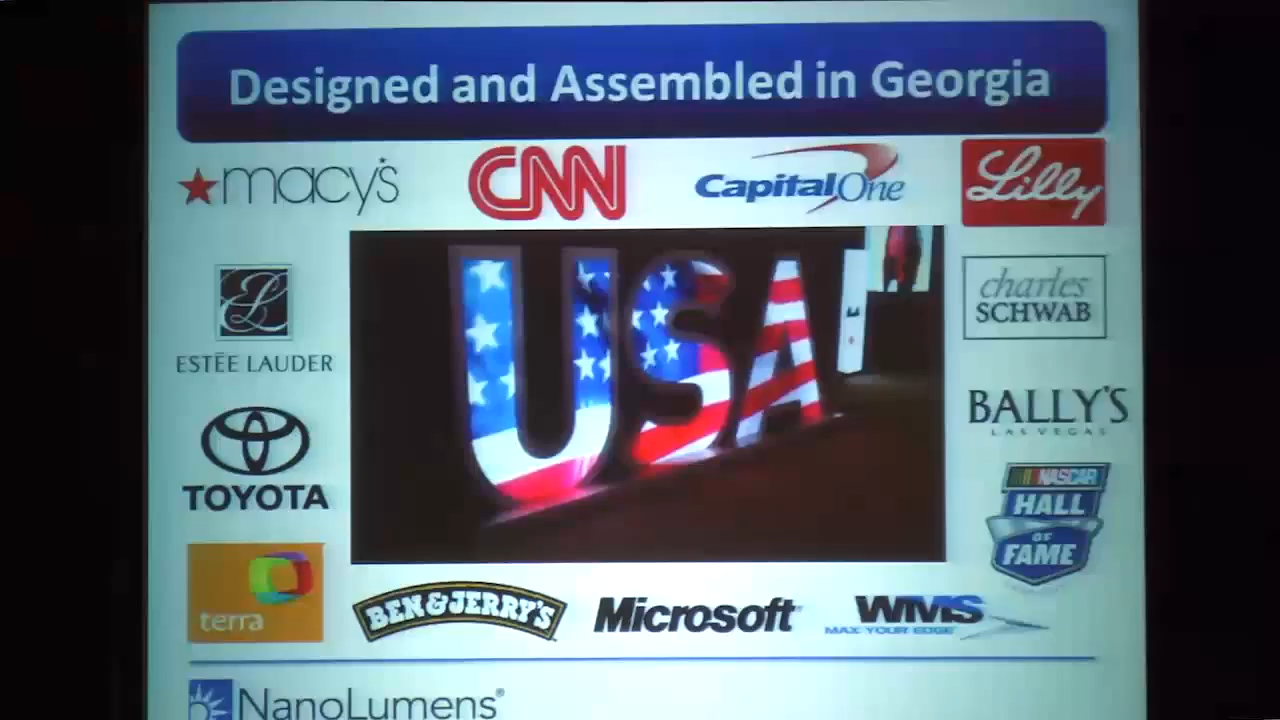 Designed and Assembled in Georgia
macy's
CNN
Capital One
Lilly
ESTĒE LAUDER
charles
SCHWAB
USA
TOYOTA
BALLY'S
LAS VEGAS
NASCAR
HALL
OF
FAME
terra
BEN & JERRY'S
Microsoft
WMS
MAX YOUR EDGE
NanoLumens®